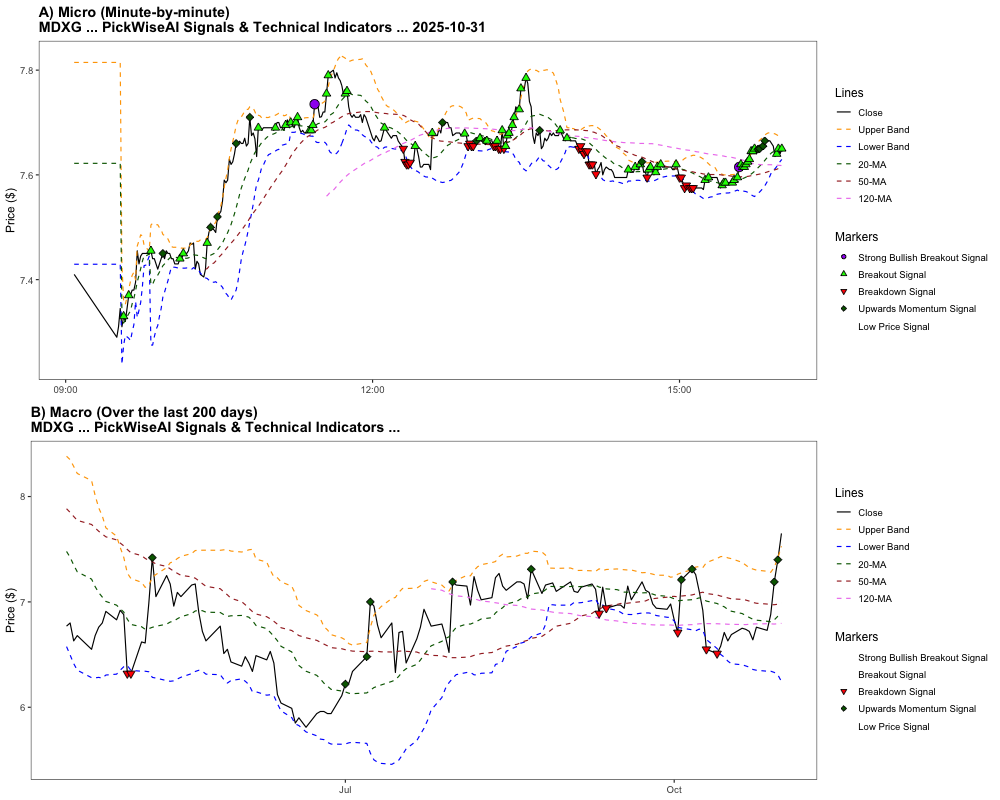 A) Micro (Minute-by-minute)
MDXG ... PickWiseAI Signals & Technical Indicators ... 2025-10-31
Price ($)
7.8
7.6
7.4
09:00
12:00
15:00
Lines
Close
Upper Band
Lower Band
20-MA
50-MA
120-MA
Markers
Strong Bullish Breakout Signal
Breakout Signal
Breakdown Signal
Upwards Momentum Signal
Low Price Signal
B) Macro (Over the last 200 days)
MDXG ... PickWiseAI Signals & Technical Indicators ...
Price ($)
8
7
6
Jul
Oct
Lines
Close
Upper Band
Lower Band
20-MA
50-MA
120-MA
Markers
Strong Bullish Breakout Signal
Breakout Signal
Breakdown Signal
Upwards Momentum Signal
Low Price Signal